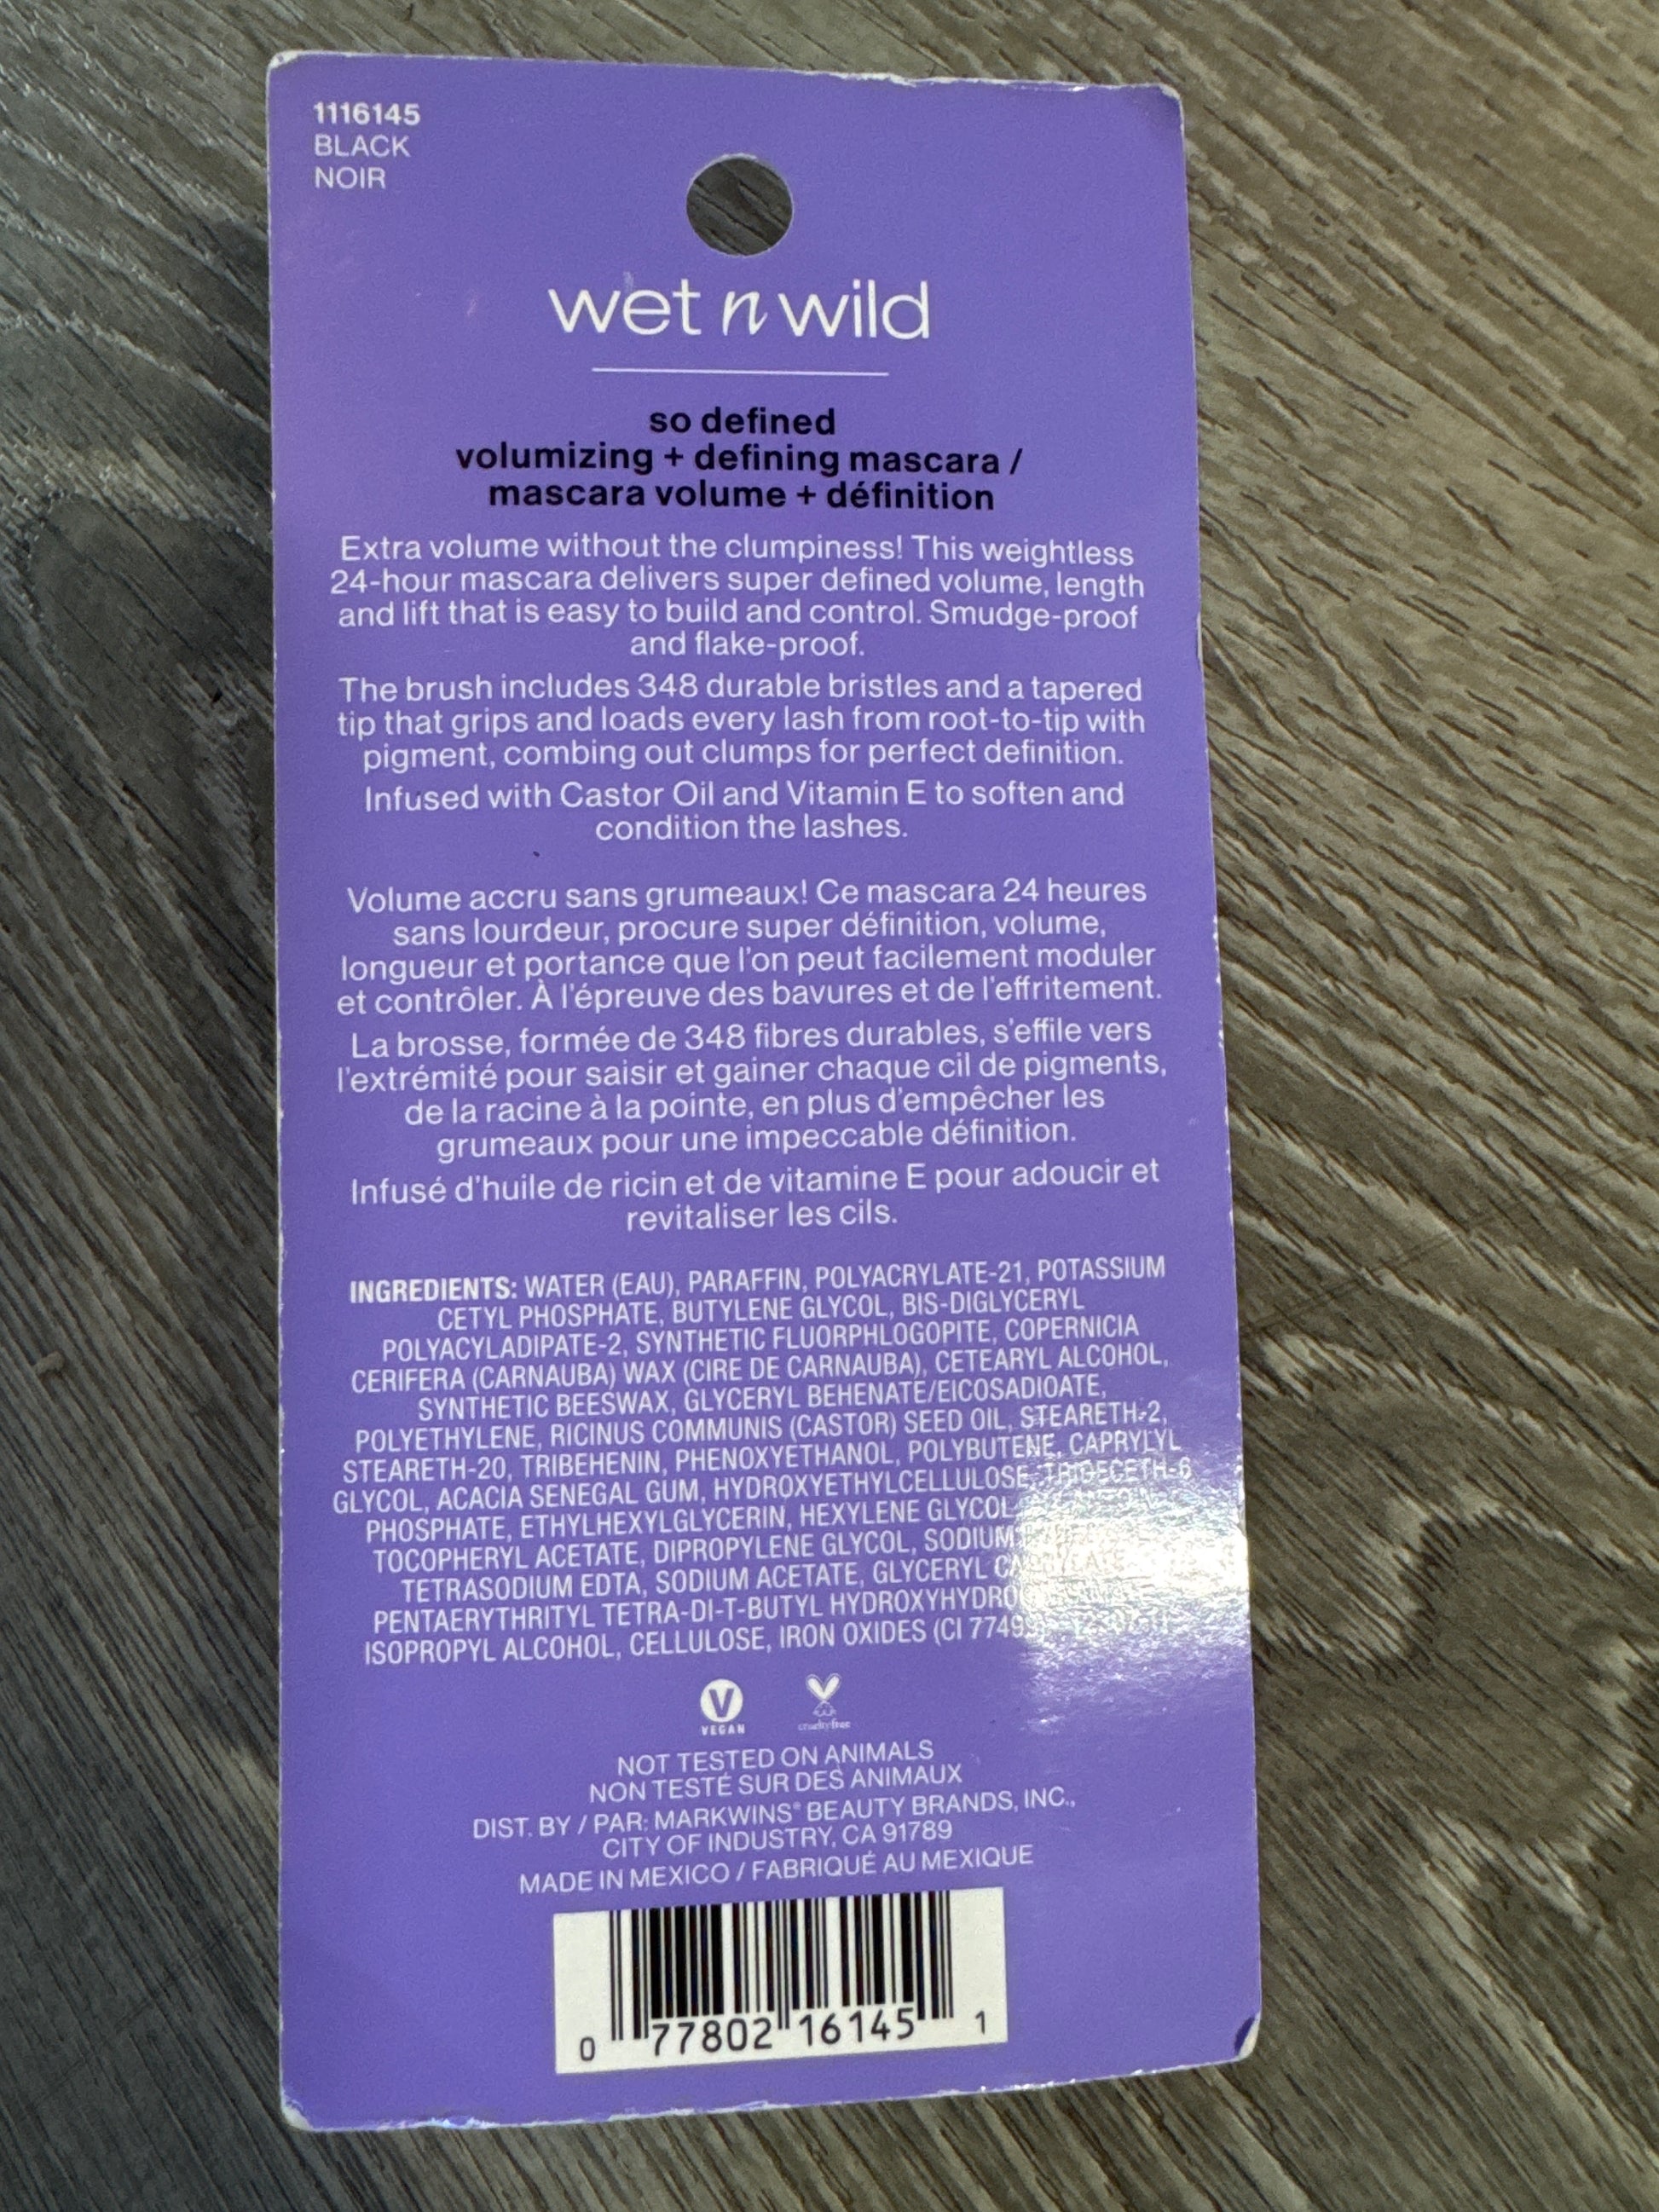 1116145
BLACK
NOIR
wet n wild
so defined
volumizing + defining mascara /
mascara volume + définition
Extra volume without the clumpiness! This weightless
24-hour mascara delivers super defined volume, length
and lift that is easy to build and control. Smudge-proof
and flake-proof.
The brush includes 348 durable bristles and a tapered
tip that grips and loads every lash from root-to-tip with
pigment, combing out clumps for perfect definition.
Infused with Castor Oil and Vitamin E to soften and
condition the lashes.
Volume accru sans grumeaux! Ce mascara 24 heures
sans lourdeur, procure super définition, volume,
longueur et portance que l'on peut facilement moduler
et contrôler. À l'épreuve des bavures et de l'effritement.
La brosse, formée de 348 fibres durables, s'effile vers
l'extrémité pour saisir et gainer chaque cil de pigments,
de la racine à la pointe, en plus d'empêcher les
grumeaux pour une impeccable définition.
Infusé d'huile de ricin et de vitamine E pour adoucir et
revitaliser les cils.
INGREDIENTS: WATER (EAU), PARAFFIN, POLYACRYLATE-21, POTASSIUM
CETYL PHOSPHATE, BUTYLENE GLYCOL, BIS-DIGLYCERYL
POLYACYLADIPATE-2, SYNTHETIC FLUORPHLOGOPITE, COPERNICIA
CERIFERA (CARNAUBA) WAX (CIRE DE CARNAUBA), CETEARYL ALCOHOL,
SYNTHETIC BEESWAX, GLYCERYL BEHENATE/EICOSADIOATE,
POLYETHYLENE, RICINUS COMMUNIS (CASTOR) SEED OIL, STEARETH-2,
STEARETH-20, TRIBEHENIN, PHENOXYETHANOL, POLYBUTENE, CAPRYLYL
GLYCOL, ACACIA SENEGAL GUM, HYDROXYETHYLCELLULOSE, TRIDECETH-6
PHOSPHATE, ETHYLHEXYLGLYCERIN, HEXYLENE GLYCOL
TOCOPHERYL ACETATE, DIPROPYLENE GLYCOL, SODIUM
TETRASODIUM EDTA, SODIUM ACETATE, GLYCERYL
PENTAERYTHRITYL TETRA-DI-T-BUTYL
ISOPROPYL ALCOHOL, CELLULOSE, IRON OXIDES (CI
V
VEGAN
cruelty free
NOT TESTED ON ANIMALS
NON TESTÉ SUR DES ANIMAUX
DIST. BY / PAR: MARKWINS® BEAUTY BRANDS, INC.,
CITY OF INDUSTRY, CA 91789
MADE IN MEXICO / FABRIQUÉ AU MEXIQUE
0 77802 16145 1